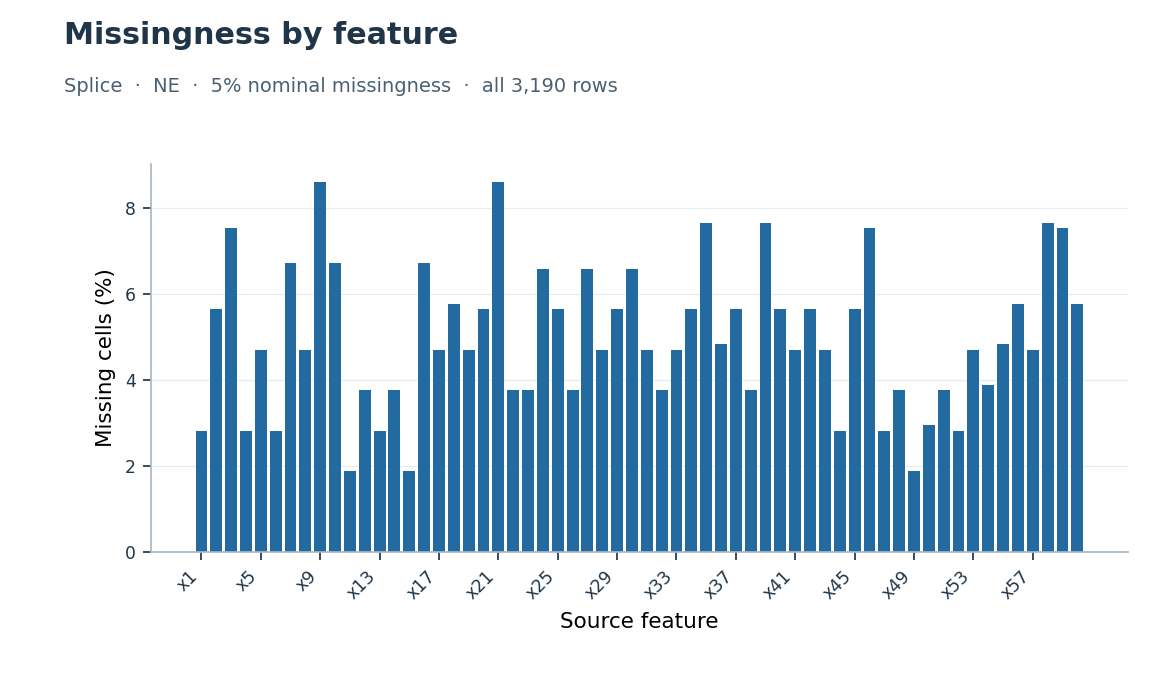 Missingness by feature
Splice · NE · 5% nominal missingness · all 3,190 rows
Missing cells (%)
8
6
4
2
0
x1 x5 x9 x13 x17 x21 x25 x29 x33 x37 x41 x45 x49 x53 x57
Source feature